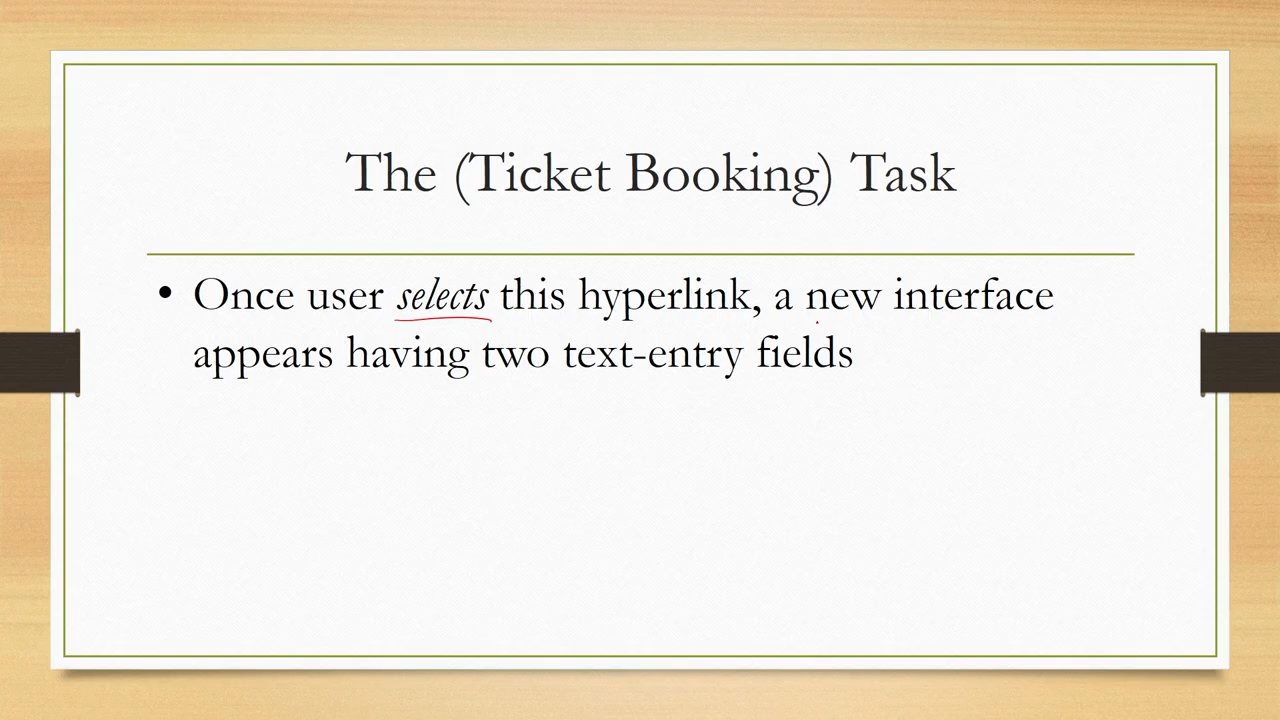 The (Ticket Booking) Task
• Once user selects this hyperlink, a new interface
appears having two text-entry fields